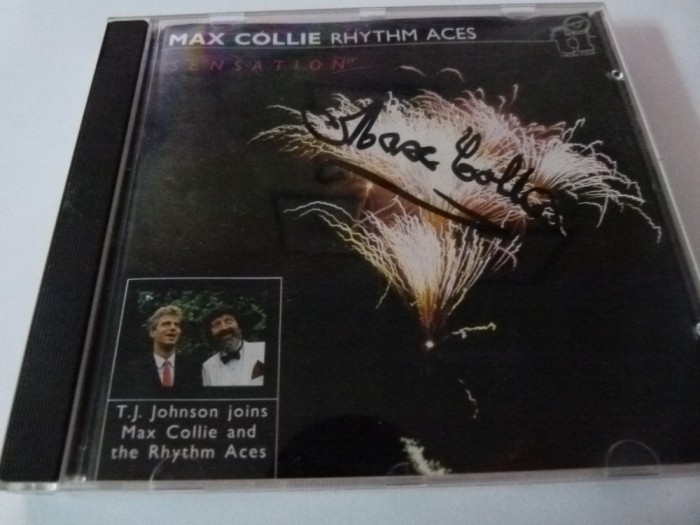 MAX COLLIE RHYTHM ACES
SENSATION
Max Collie
T.J. Johnson joins
Max Collie and
the Rhythm Aces